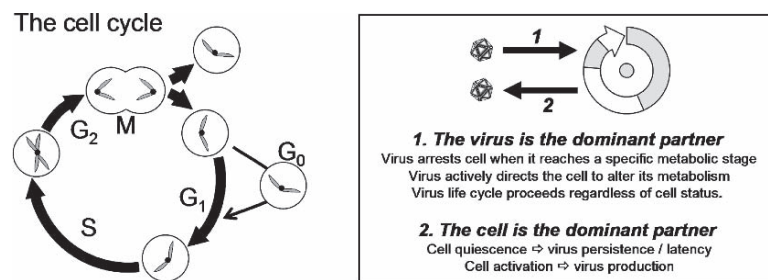 The cell cycle
M
G2
G0
G1
S
1
2
1. The virus is the dominant partner
Virus arrests cell when it reaches a specific metabolic stage
Virus actively directs the cell to alter its metabolism
Virus life cycle proceeds regardless of cell status.
2. The cell is the dominant partner
Cell quiescence ⇨ virus persistence / latency
Cell activation ⇨ virus production